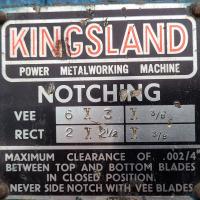 KINGSLAND
POWER METALWORKING MACHINE
NOTCHING
VEE 6 X 3 X 3/8
RECT 2 X 2 1/2 X 3/8
MAXIMUM CLEARANCE OF .002/4"
BETWEEN TOP AND BOTTOM BLADES
IN CLOSED POSITION.
NEVER SIDE NOTCH WITH VEE BLADES